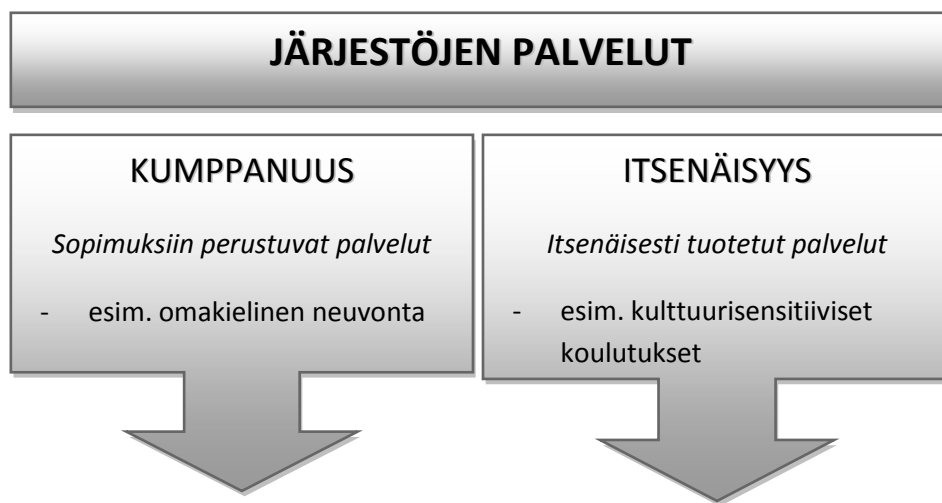 JÄRJESTÖJEN PALVELUT
KUMPPANUUS
Sopimuksiin perustuvat palvelut
- esim. omakielinen neuvonta
ITSENÄISYYS
Itsenäisesti tuotetut palvelut
- esim. kulttuurisensitiiviset
koulutukset